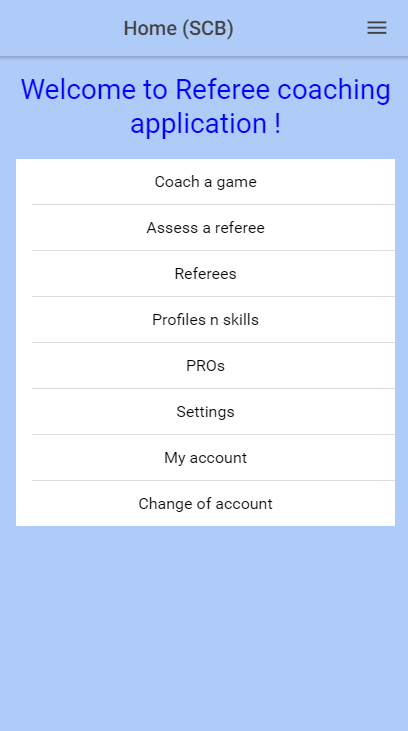 Home (SCB)
Welcome to Referee coaching
application !
Coach a game
Assess a referee
Referees
Profiles n skills
PROs
Settings
My account
Change of account